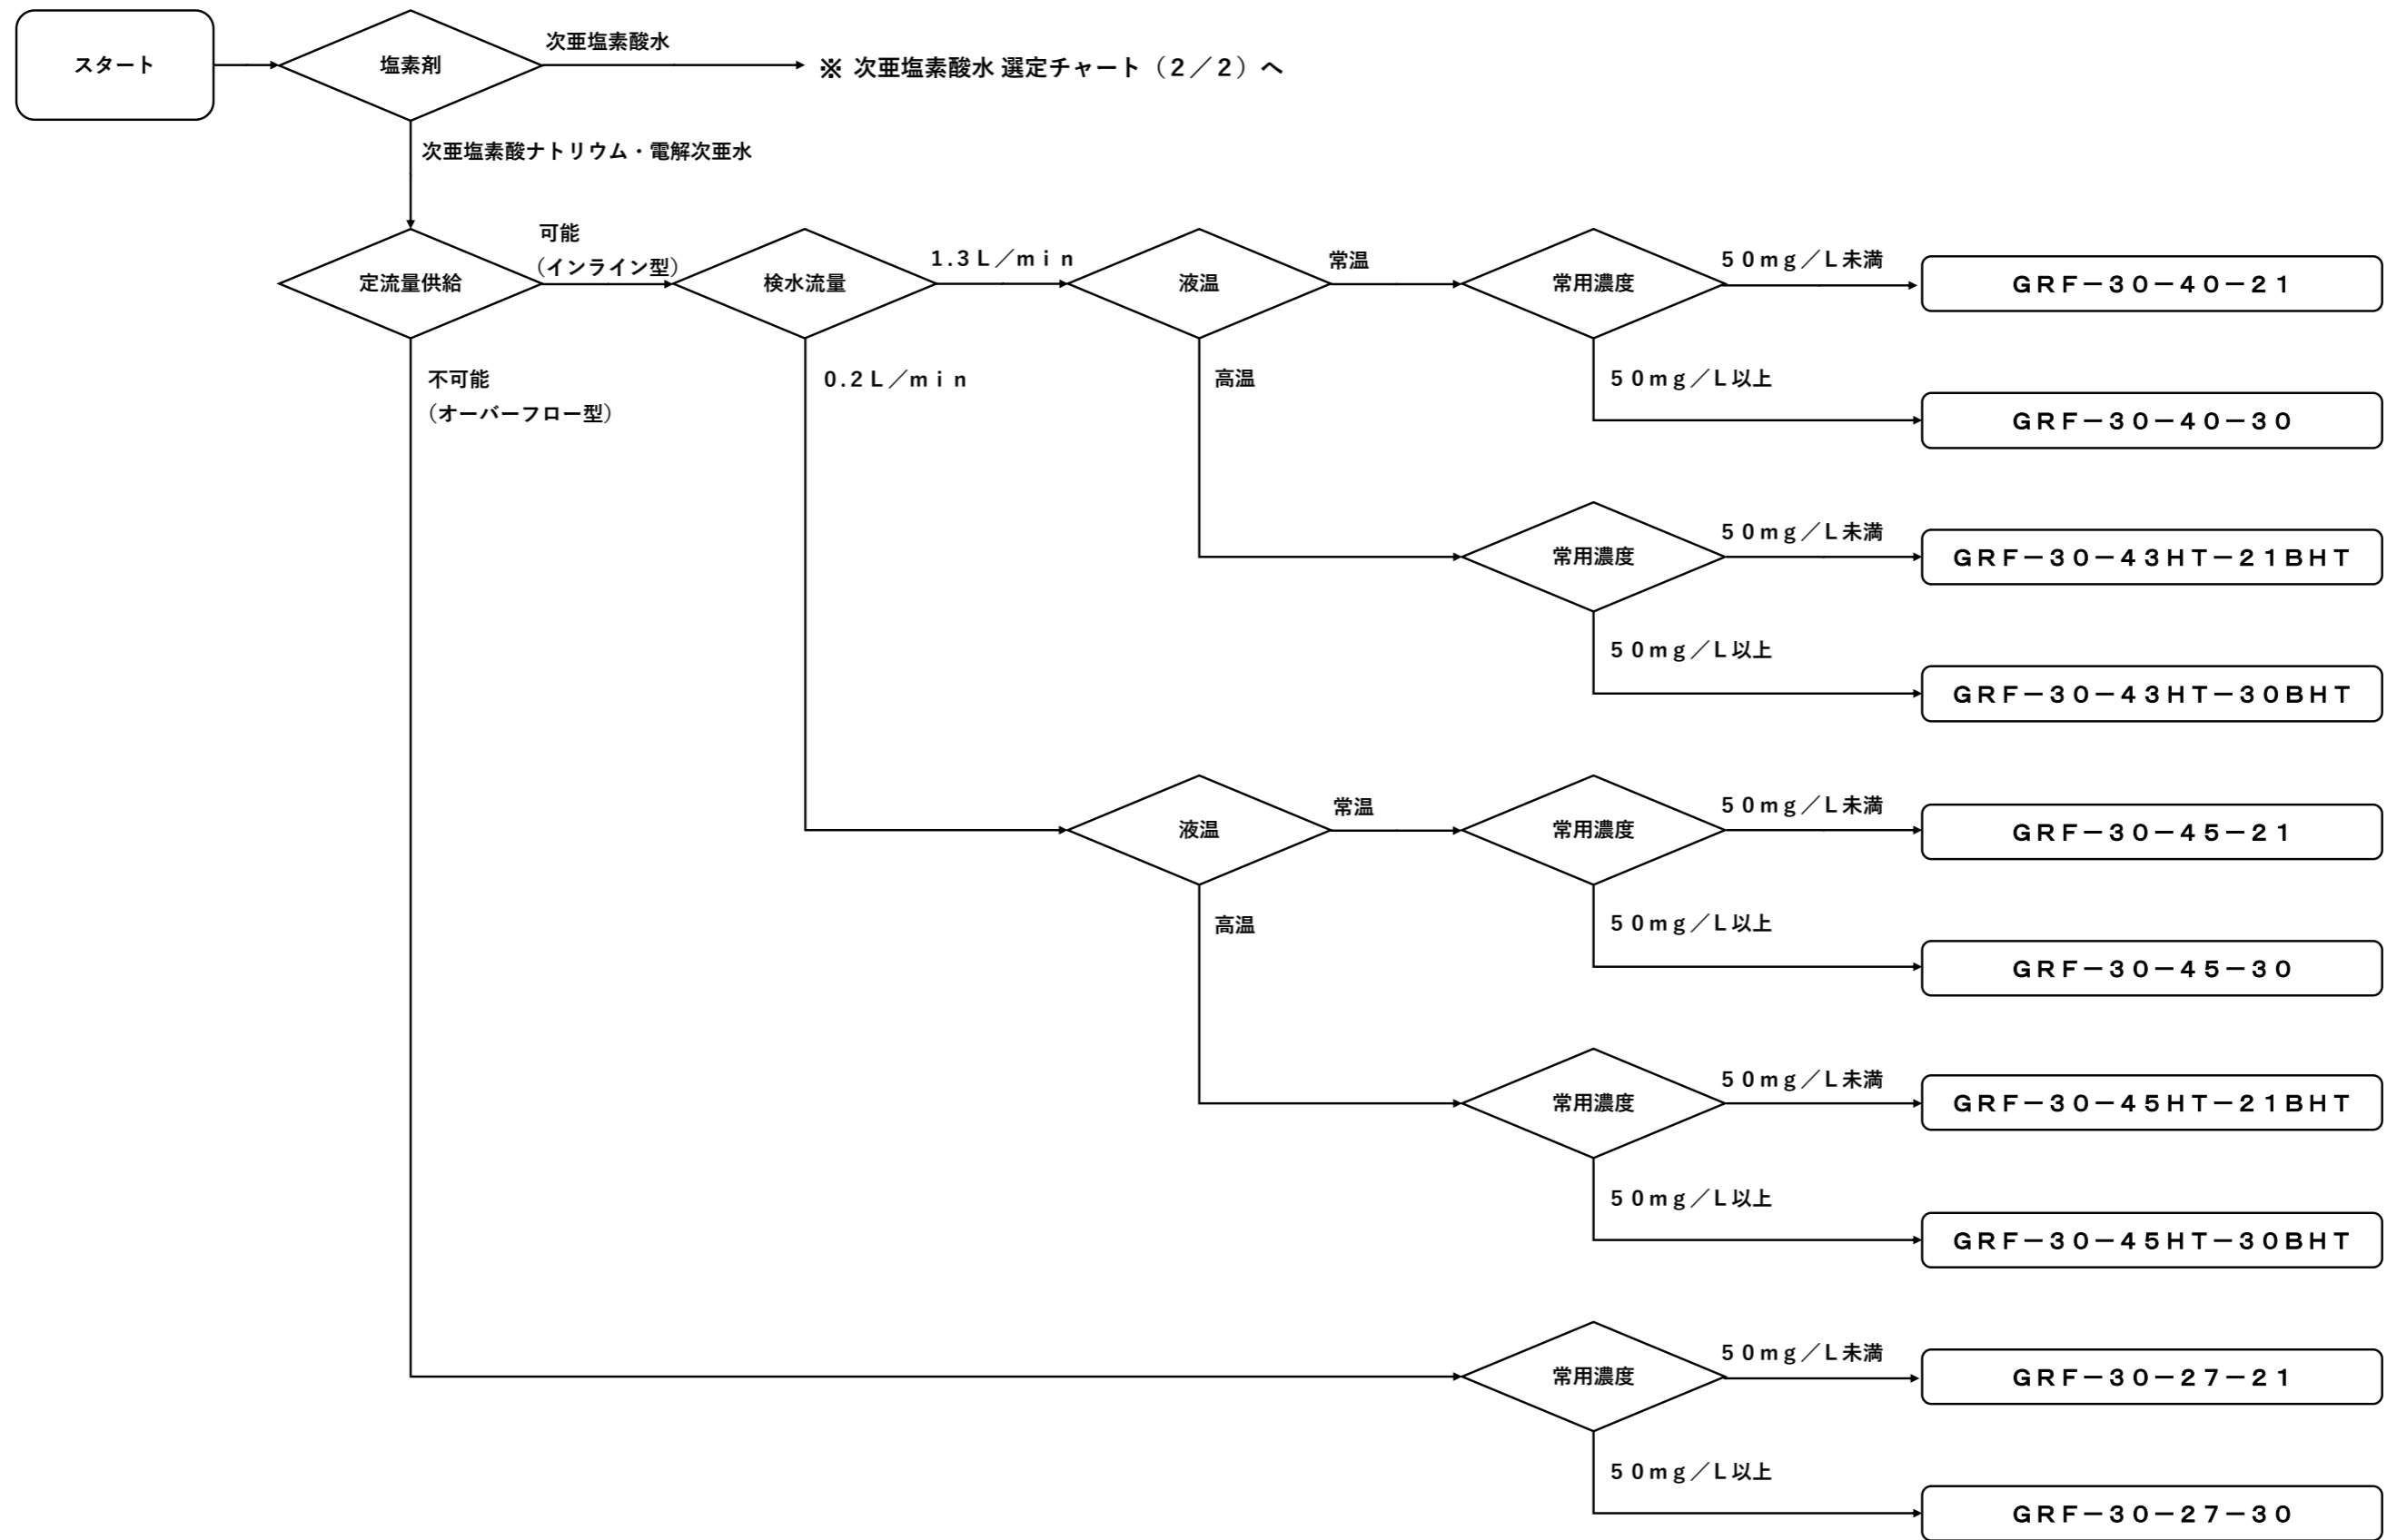 スタート
塩素剤
次亜塩素酸水
※ 次亜塩素酸水 選定チャート（２／２）へ
次亜塩素酸ナトリウム・電解次亜水
定流量供給
可能
（インライン型）
検水流量
１.３Ｌ／ｍｉｎ
液温
常温
常用濃度
５０ｍｇ／Ｌ未満
ＧＲＦ－３０－４０－２１
不可能
（オーバーフロー型）
０.２Ｌ／ｍｉｎ
高温
５０ｍｇ／Ｌ以上
ＧＲＦ－３０－４０－３０
常用濃度
５０ｍｇ／Ｌ未満
ＧＲＦ－３０－４３ＨＴ－２１ＢＨＴ
５０ｍｇ／Ｌ以上
ＧＲＦ－３０－４３ＨＴ－３０ＢＨＴ
液温
常温
常用濃度
５０ｍｇ／Ｌ未満
ＧＲＦ－３０－４５－２１
高温
５０ｍｇ／Ｌ以上
ＧＲＦ－３０－４５－３０
常用濃度
５０ｍｇ／Ｌ未満
ＧＲＦ－３０－４５ＨＴ－２１ＢＨＴ
５０ｍｇ／Ｌ以上
ＧＲＦ－３０－４５ＨＴ－３０ＢＨＴ
常用濃度
５０ｍｇ／Ｌ未満
ＧＲＦ－３０－２７－２１
５０ｍｇ／Ｌ以上
ＧＲＦ－３０－２７－３０